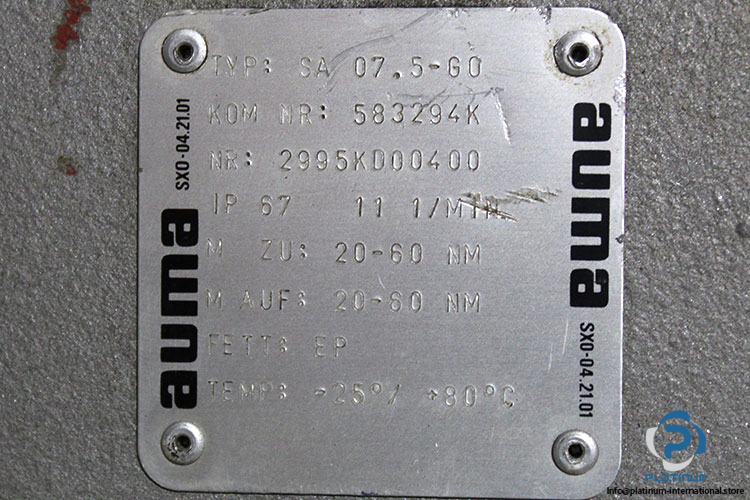 TYP: SA 07.5-G0
KOM NR: 583294K
NR: 2995KD00400
IP 67 11 1/MIN
M ZU: 20-60 NM
M AUF: 20-60 NM
FETT: EP
TEMP: -25°/ +80°C
auma
SX0-04.21.01
auma
SX0-04.21.01
PLATINUM
Info@platinum-international.store